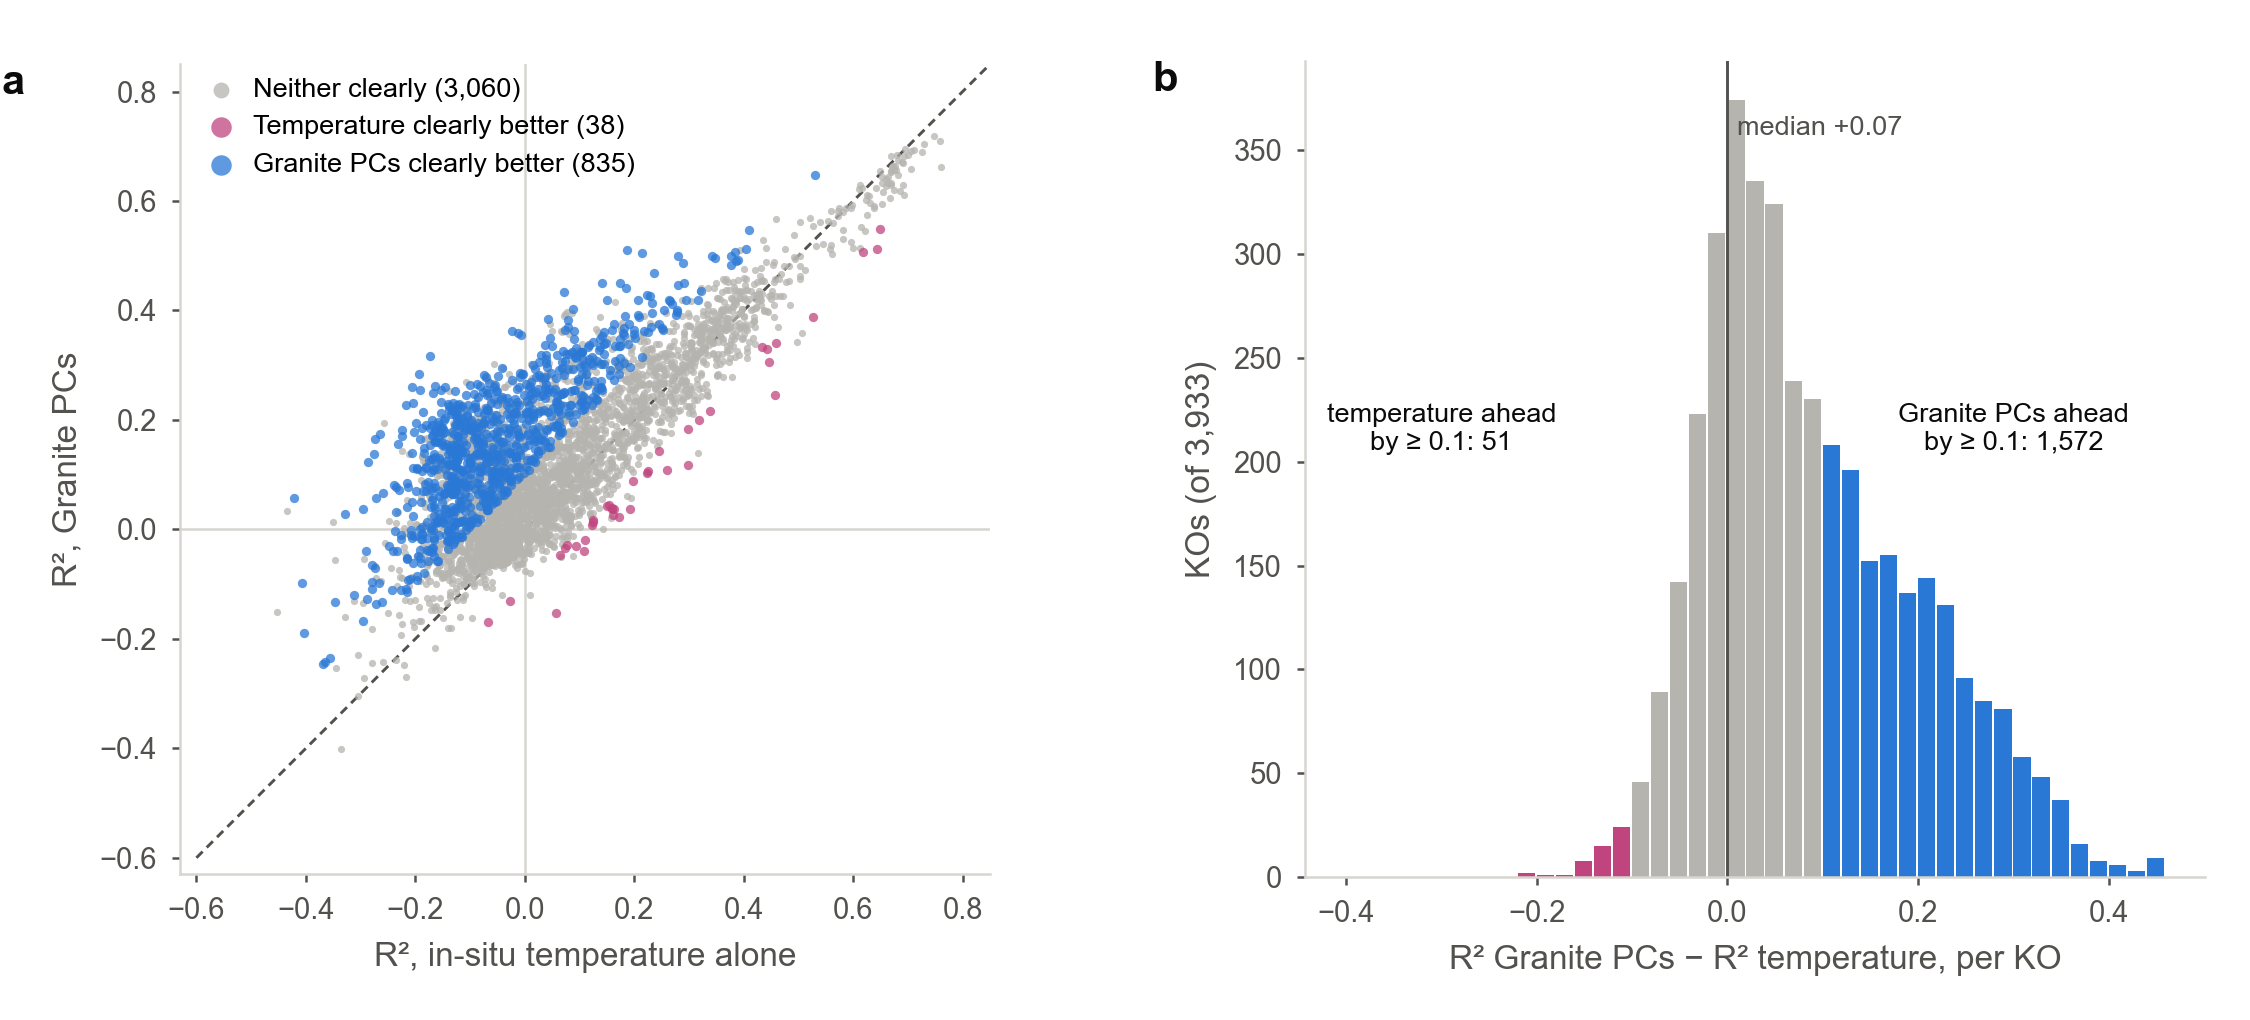 a
Neither clearly (3,060)
Temperature clearly better (38)
Granite PCs clearly better (835)
0.8
0.6
0.4
0.2
0.0
−0.2
−0.4
−0.6
R², Granite PCs
−0.6 −0.4 −0.2 0.0 0.2 0.4 0.6 0.8
R², in-situ temperature alone
b
median +0.07
temperature ahead
by ≥ 0.1: 51
Granite PCs ahead
by ≥ 0.1: 1,572
350
300
250
200
150
100
50
0
KOs (of 3,933)
−0.4 −0.2 0.0 0.2 0.4
R² Granite PCs − R² temperature, per KO